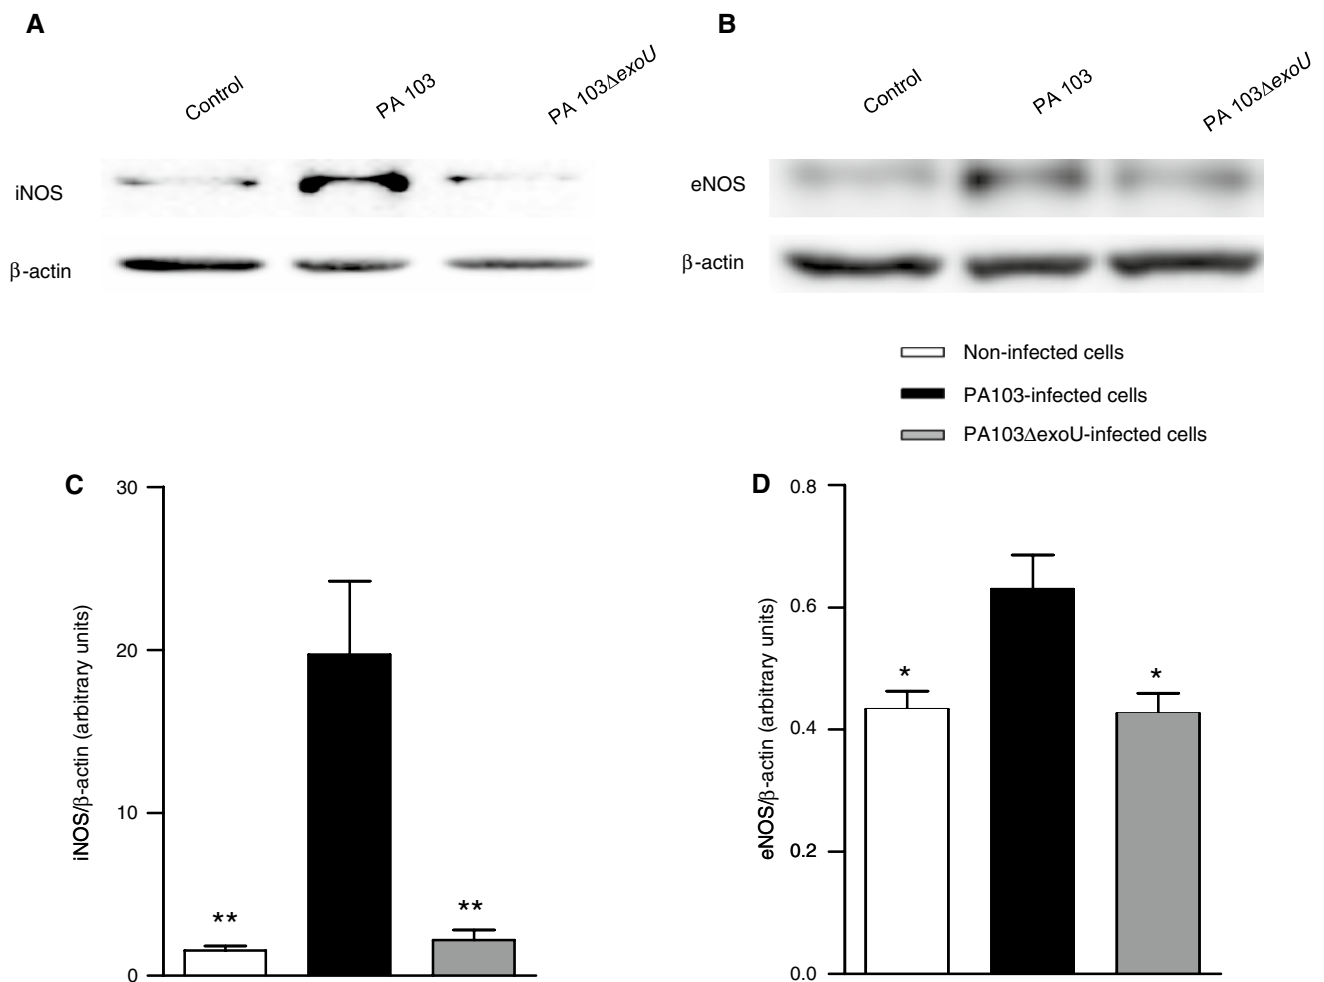 A
Control
PA 103
PA 103ΔexoU
iNOS
β-actin
B
Control
PA 103
PA 103ΔexoU
eNOS
β-actin
Non-infected cells
PA103-infected cells
PA103ΔexoU-infected cells
C
iNOS/β-actin (arbitrary units)
30
20
10
0
**
**
D
eNOS/β-actin (arbitrary units)
0.8
0.6
0.4
0.2
0.0
*
*